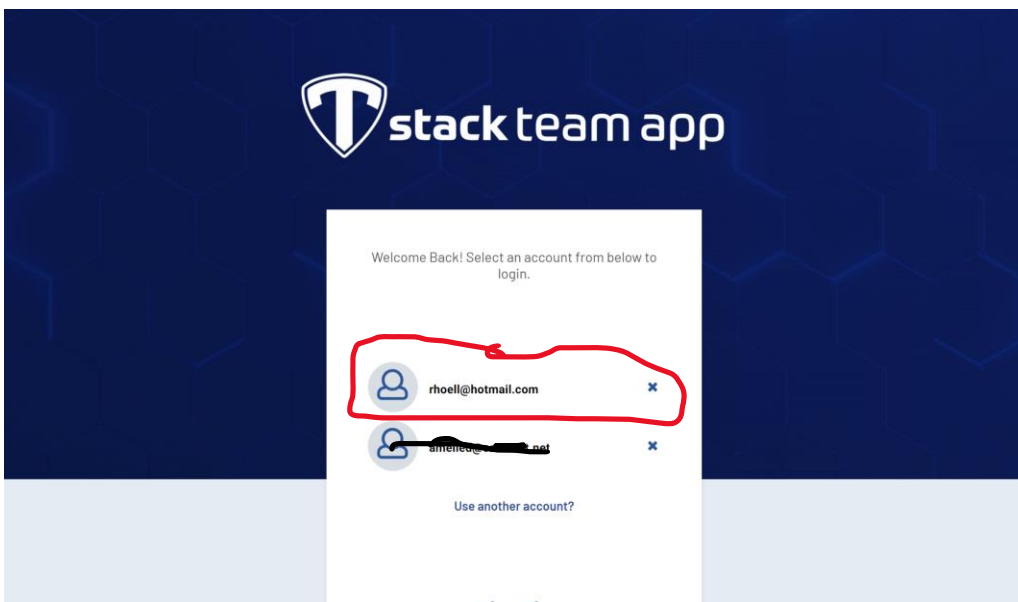 stack team app
Welcome Back! Select an account from below to
login.
rhoell@hotmail.com
Use another account?